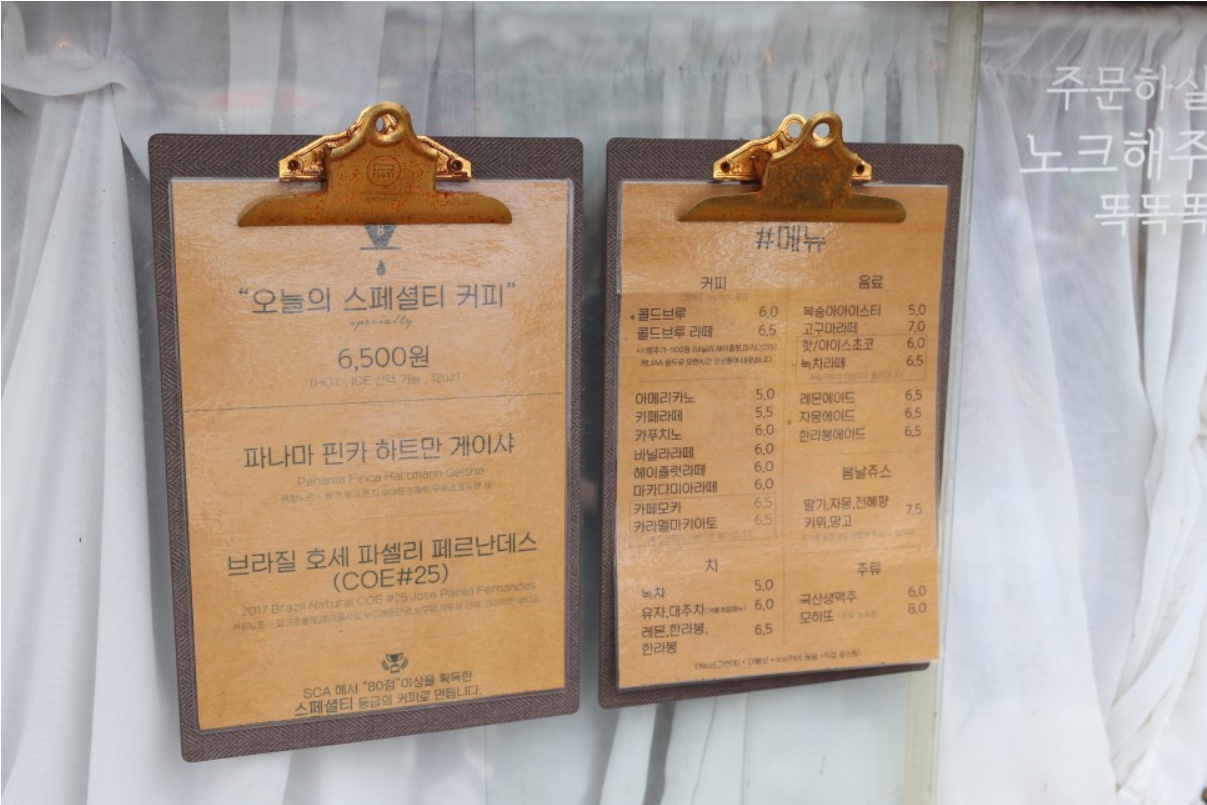 “오늘의 스페셜티 커피”
specialty
6,500원
(HOT, ICE 선택 가능, 12oz)
파나마 핀카 하트만 게이샤
Panama Finca Hartmann Geisha
커핑노트 -
브라질 호세 파셀리 페르난데스
(COE#25)
2017 Brazil Natural COE #25 Jose Paceli Fernandes
커핑노트 -
SCA 에서 “80점”이상을 획득한
스페셜티 등급의 커피로 만듭니다.
#메뉴
커피
콜드브루 6,0
콜드브루 라떼 6,5
아메리카노 5,0
카페라떼 5,5
카푸치노 6,0
바닐라라떼 6,0
헤이즐럿라떼 6,0
마카다미아라떼 6,0
카페모카 6,5
카라멜마키아토 6,5
차
녹차 5,0
유자,대추차 6,0
레몬,한라봉, 6,5
한라봉
음료
복숭아아이스티 5,0
고구마라떼 7,0
핫/아이스초코 6,0
녹차라떼 6,5
레몬에이드 6,5
자몽에이드 6,5
한라봉에이드 6,5
봄날쥬스
딸기,자몽,천혜향 7,5
키위,망고
주류
국산생맥주 6,0
모히또 8,0
주문하실
노크해주
똑똑똑